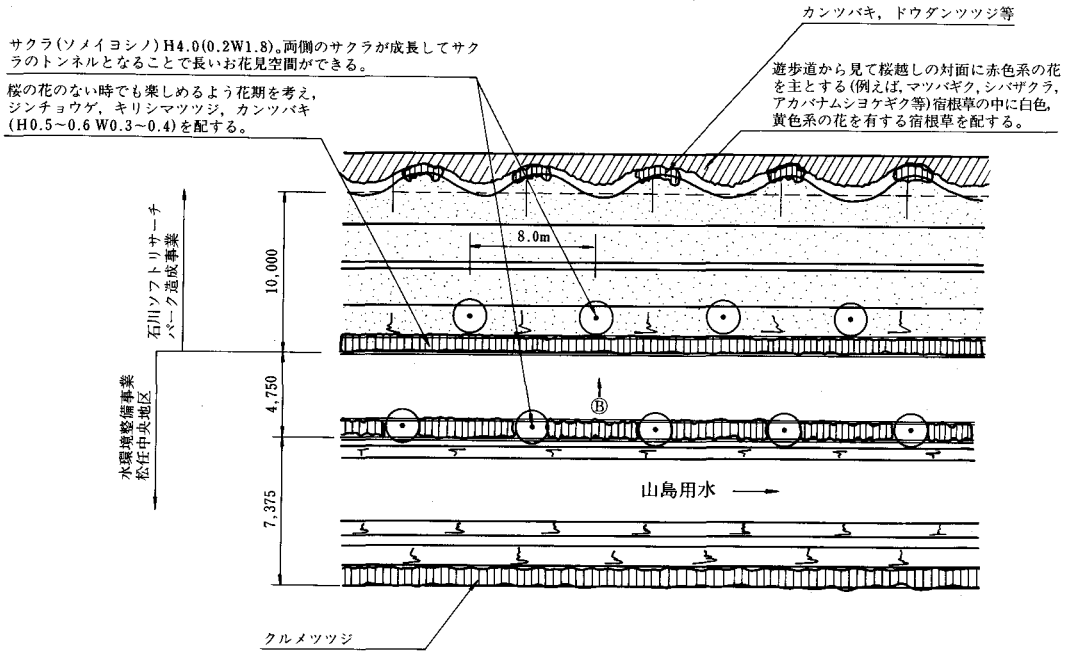 カンツバキ，ドウダンツツジ等
サクラ(ソメイヨシノ)H4.0(0.2W1.8)。両側のサクラが成長してサク
ラのトンネルとなることで長いお花見空間ができる。
桜の花のない時でも楽しめるよう花期を考え，
ジンチョウゲ，キリシマツツジ，カンツバキ
(H0.5～0.6 W0.3～0.4)を配する。
遊歩道から見て桜越しの対面に赤色系の花
を主とする(例えば，マツバギク，シバザクラ，
アカバナムショケギク等)宿根草の中に白色，
黄色系の花を有する宿根草を配する。
石川ソフトリサーチ
パーク造成事業
10,000
8.0m
水環境整備事業
松任中央地区
4,750
Ⓑ
7,375
山島用水
クルメツツジ